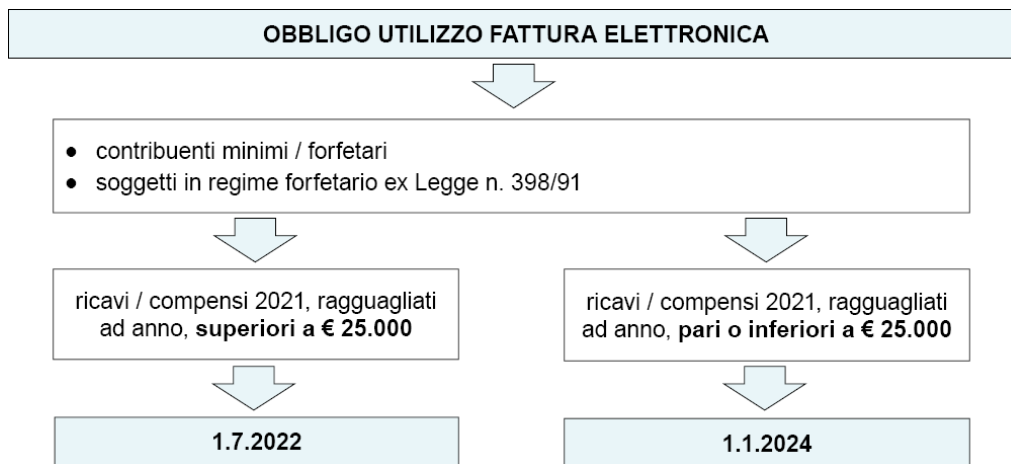 OBBLIGO UTILIZZO FATTURA ELETTRONICA
● contribuenti minimi / forfetari
● soggetti in regime forfetario ex Legge n. 398/91
ricavi / compensi 2021, ragguagliati
ad anno, superiori a € 25.000
ricavi / compensi 2021, ragguagliati
ad anno, pari o inferiori a € 25.000
1.7.2022
1.1.2024